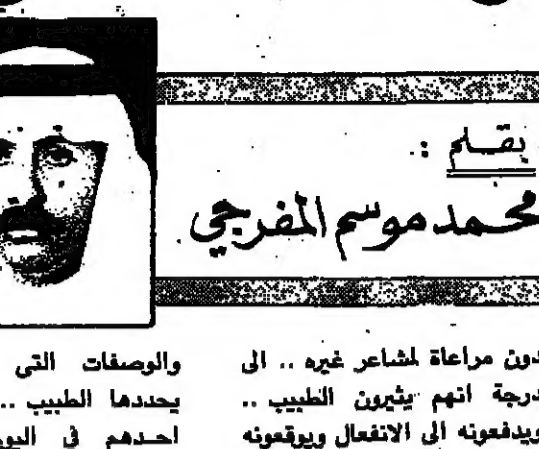 بقلم :
محمد موسم المفرجي
دون مراعاة لمشاعر غيره .. الى
درجة انهم يثيرون الطبيب ..
ويدفعونه الى الانفعال ويوقعونه
والوصفات التي
يحددها الطبيب ..
احدهم في